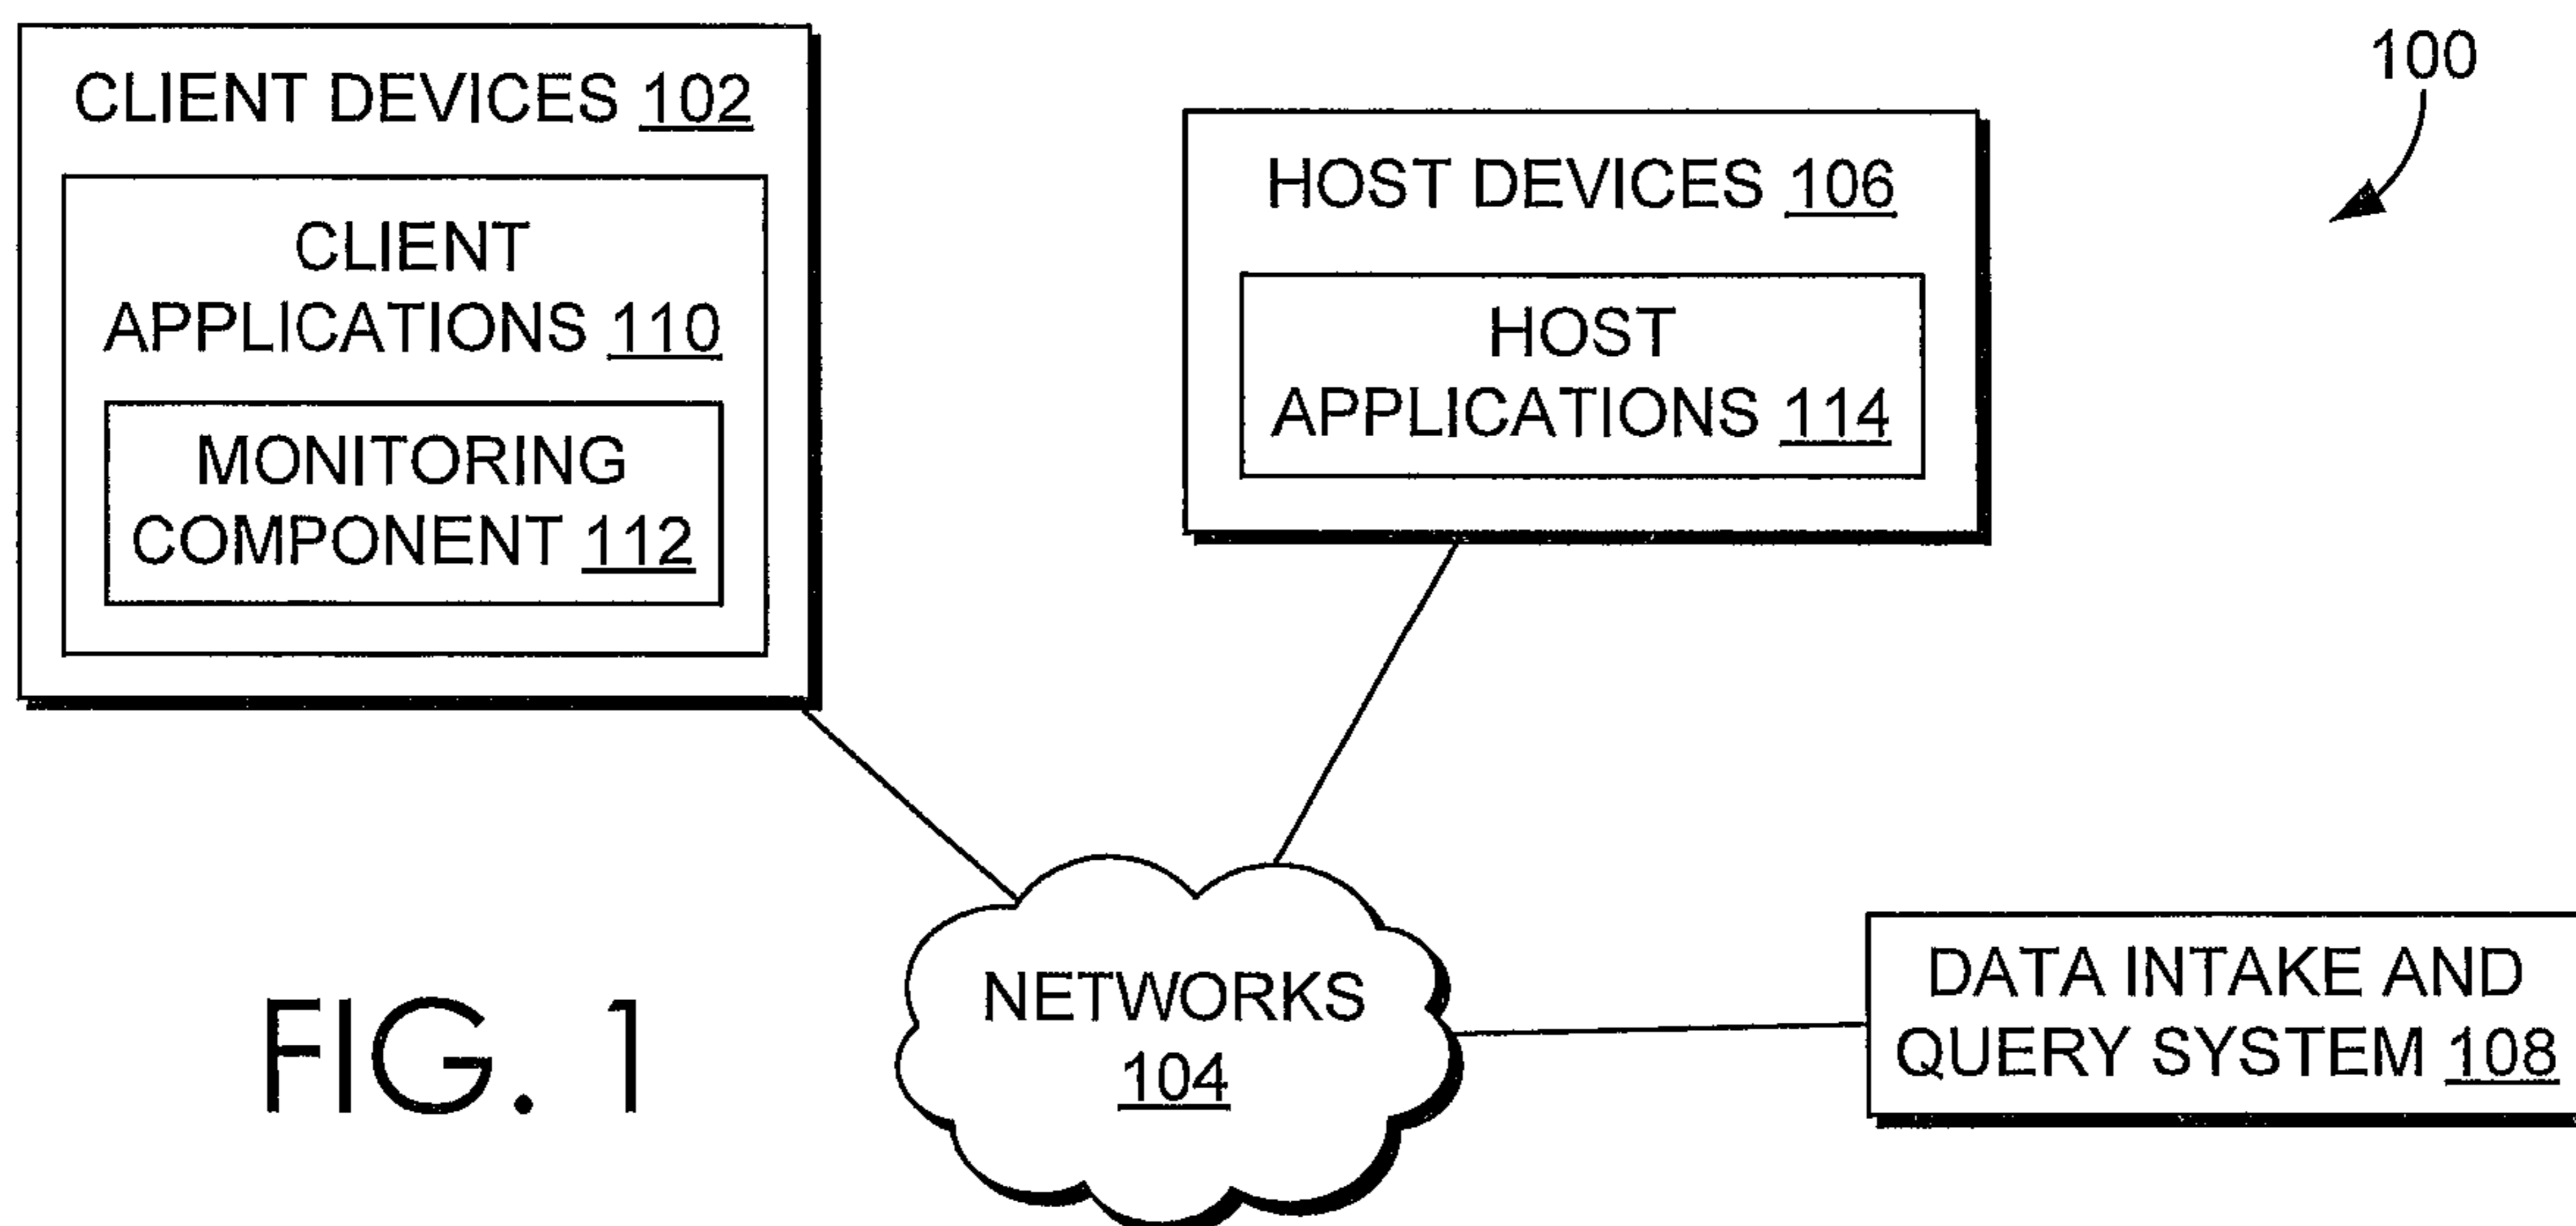 CLIENT DEVICES 102
CLIENT
APPLICATIONS 110
MONITORING
COMPONENT 112
HOST DEVICES 106
HOST
APPLICATIONS 114
100
NETWORKS
104
DATA INTAKE AND
QUERY SYSTEM 108
FIG. 1